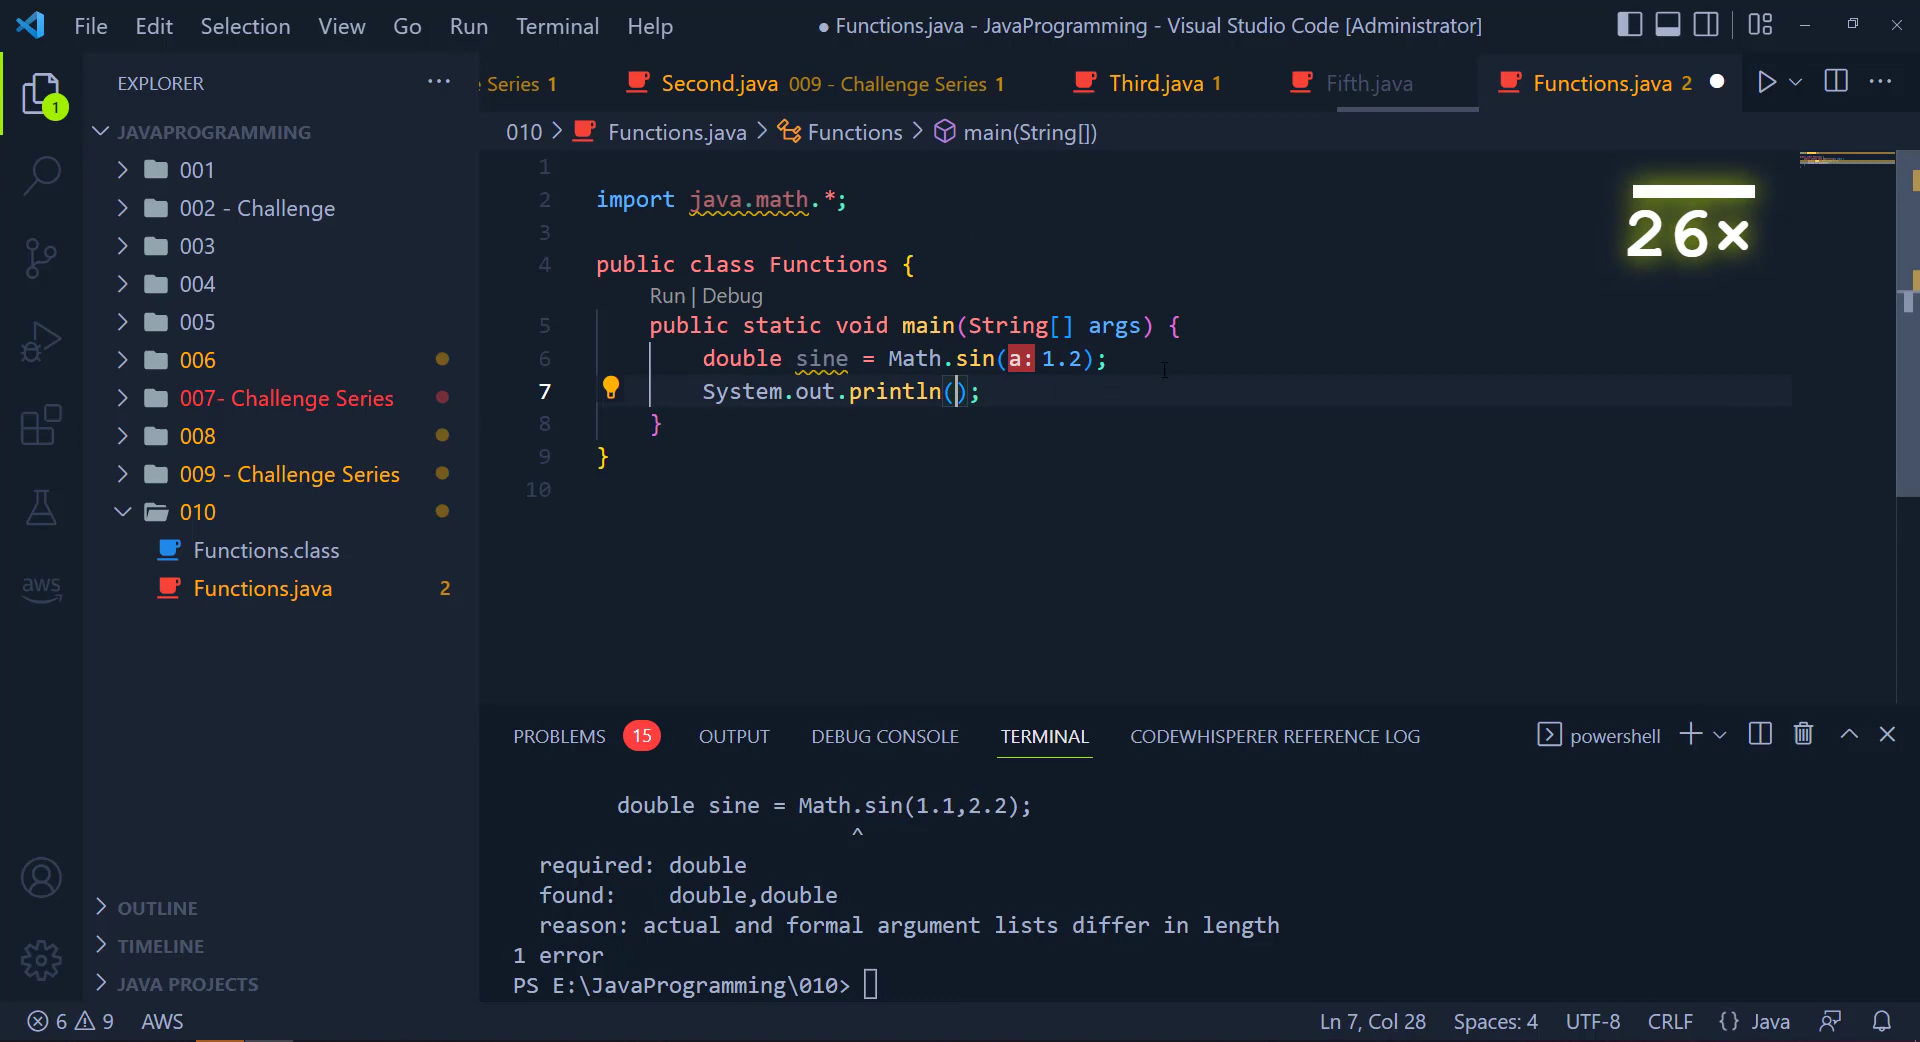 File Edit Selection View Go Run Terminal Help ● Functions.java - JavaProgramming - Visual Studio Code [Administrator]
1
EXPLORER ···
e Series 1 Second.java 009 - Challenge Series 1 Third.java 1 Fifth.java Functions.java 2 ···
JAVAPROGRAMMING
010 > Functions.java > Functions > main(String[])
001
002 - Challenge
003
004
005
006
007- Challenge Series
008
009 - Challenge Series
010
Functions.class
Functions.java 2
OUTLINE
TIMELINE
JAVA PROJECTS
aws
1
2 import java.math.*;
3
4 public class Functions {
Run | Debug
5 public static void main(String[] args) {
6 double sine = Math.sin(a: 1.2);
7 System.out.println();
8 }
9 }
10
26×
PROBLEMS 15 OUTPUT DEBUG CONSOLE TERMINAL CODEWHISPERER REFERENCE LOG powershell
double sine = Math.sin(1.1,2.2);
^
required: double
found: double,double
reason: actual and formal argument lists differ in length
1 error
PS E:\JavaProgramming\010>
6 9 AWS Ln 7, Col 28 Spaces: 4 UTF-8 CRLF {} Java